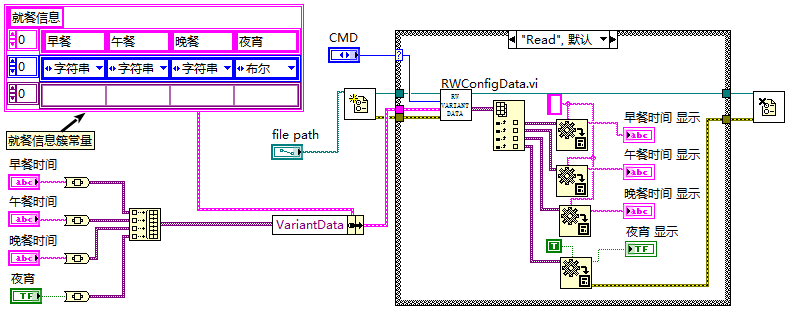 就餐信息
0 早餐 午餐 晚餐 夜宵
0 字符串 字符串 字符串 布尔
0
就餐信息簇常量
早餐时间
abc
午餐时间
abc
晚餐时间
abc
夜宵
TF
file path
VariantData
CMD
"Read", 默认
?
RWConfigData.vi
RV
VARIANT
DATA
早餐时间 显示
abc
午餐时间 显示
abc
晚餐时间 显示
abc
夜宵 显示
T
TF